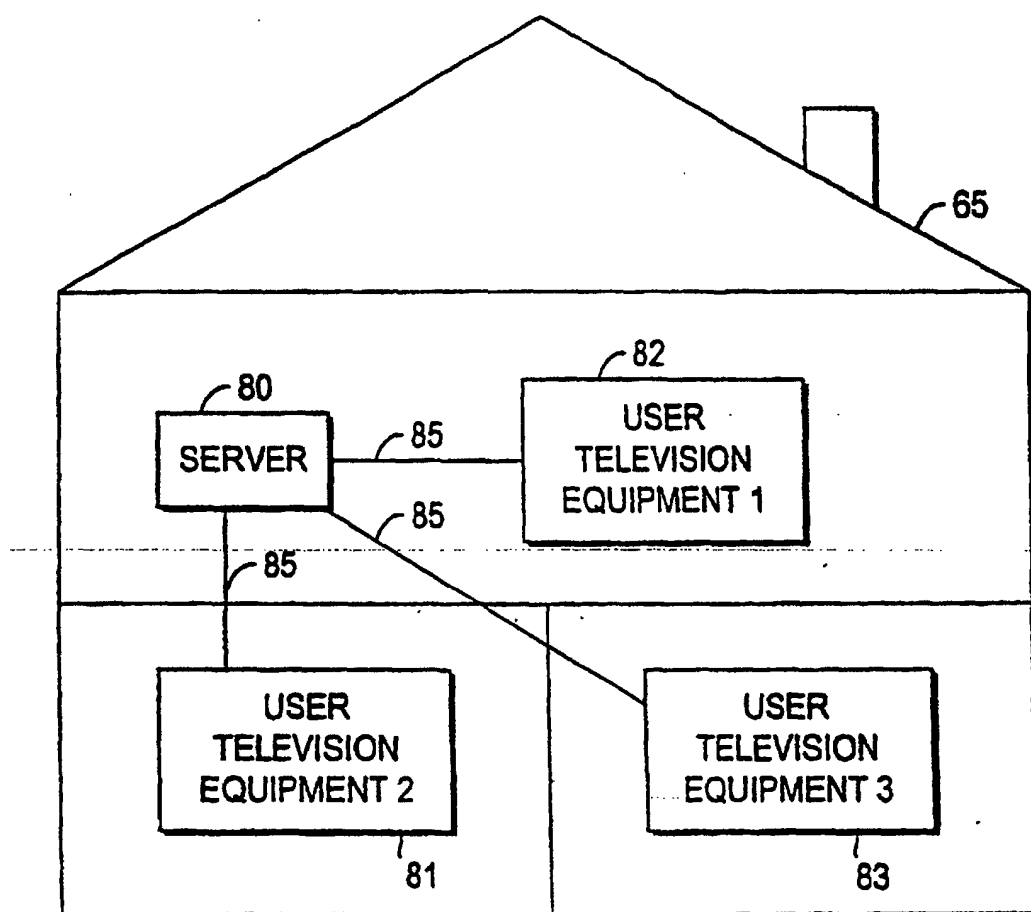 65
82
80
USER
TELEVISION
EQUIPMENT 1
SERVER
85
85
85
USER
TELEVISION
EQUIPMENT 2
USER
TELEVISION
EQUIPMENT 3
81
83